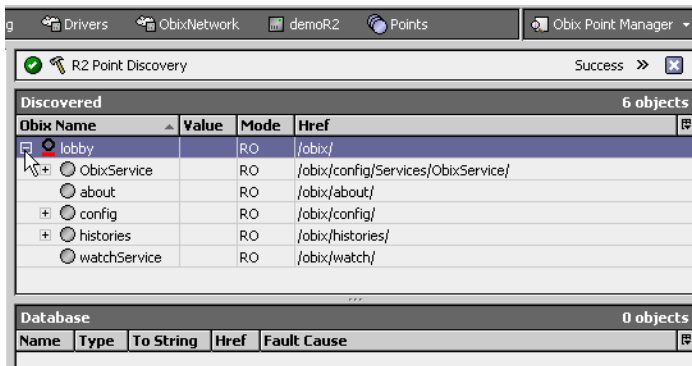 g Drivers ObixNetwork demoR2 Points Obix Point Manager
R2 Point Discovery Success »
Discovered 6 objects
Obix Name Value Mode Href
lobby RO /obix/
ObixService RO /obix/config/Services/ObixService/
about RO /obix/about/
config RO /obix/config/
histories RO /obix/histories/
watchService RO /obix/watch/
Database 0 objects
Name Type To String Href Fault Cause